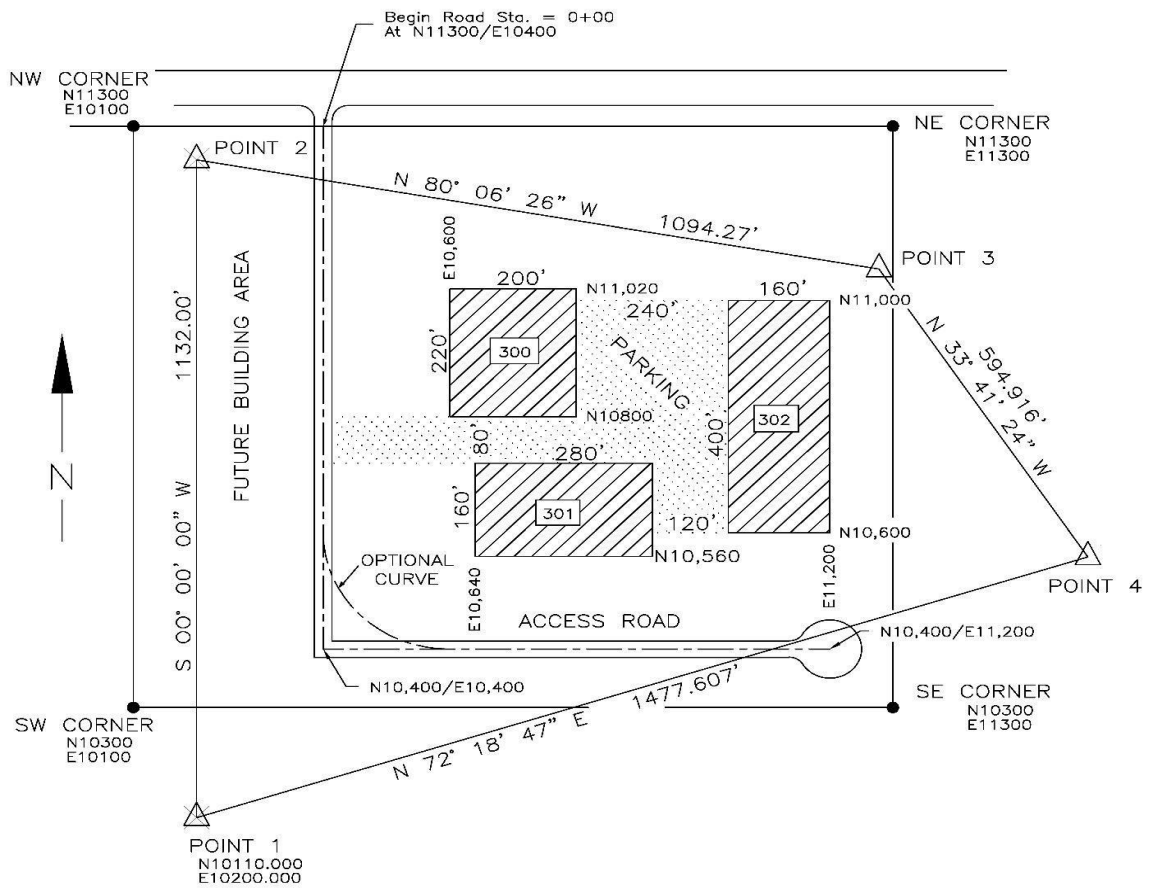 Begin Road Sta. = 0+00
At N11300/E10400
NW CORNER
N11300
E10100
NE CORNER
N11300
E11300
POINT 2
N 80° 06' 26” W
1094.27'
POINT 3
E10,600
200'
N11,020
240'
160'
N11,000
1132.00'
FUTURE BUILDING AREA
220'
300
PARKING
N 33° 41' 24” W
594.916'
N10800
400'
302
80'
280'
N
160'
301
120'
N10,600
N10,560
S 00° 00' 00” W
OPTIONAL
CURVE
E10,640
E11,200
POINT 4
ACCESS ROAD
N10,400/E11,200
N10,400/E10,400
N 72° 18' 47” E
1477.607'
SE CORNER
N10300
E11300
SW CORNER
N10300
E10100
POINT 1
N10110.000
E10200.000